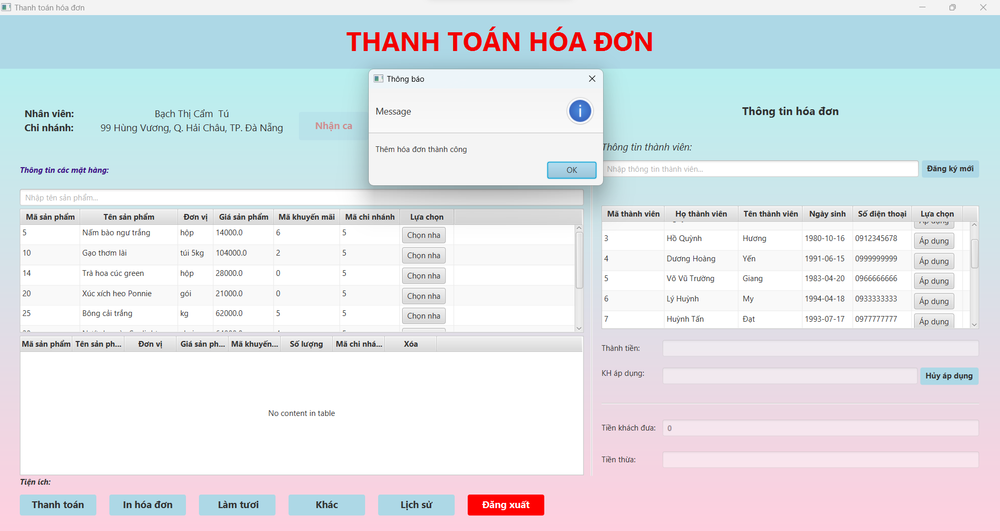 Thanh toán hóa đơn
THANH TOÁN HÓA ĐƠN
Thông báo
Message
Thêm hóa đơn thành công
OK
Nhân viên: Bạch Thị Cẩm Tú
Chi nhánh: 99 Hùng Vương, Q. Hải Châu, TP. Đà Nẵng
Nhận ca
Thông tin các mặt hàng:
Nhập tên sản phẩm...
Mã sản phẩm Tên sản phẩm Đơn vị Giá sản phẩm Mã khuyến mãi Mã chi nhánh Lựa chọn
5 Nấm bào ngư trắng hộp 14000.0 6 5 Chọn nha
10 Gạo thơm lài túi 5kg 104000.0 2 5 Chọn nha
14 Trà hoa cúc green hộp 28000.0 0 5 Chọn nha
20 Xúc xích heo Ponnie gói 21000.0 0 5 Chọn nha
25 Bông cải trắng kg 62000.0 5 5 Chọn nha
Mã sản phẩm Tên sản ph... Đơn vị Giá sản ph... Mã khuyến... Số lượng Mã chi nhá... Xóa
No content in table
Tiện ích:
Thanh toán In hóa đơn Làm tươi Khác Lịch sử Đăng xuất
Thông tin hóa đơn
Thông tin thành viên:
Nhập thông tin thành viên... Đăng ký mới
Mã thành viên Họ thành viên Tên thành viên Ngày sinh Số điện thoại Lựa chọn
Áp dụng
3 Hồ Quỳnh Hương 1980-10-16 0912345678 Áp dụng
4 Dương Hoàng Yến 1991-06-15 0999999999 Áp dụng
5 Võ Vũ Trường Giang 1983-04-20 0966666666 Áp dụng
6 Lý Huỳnh My 1994-04-18 0933333333 Áp dụng
7 Huỳnh Tấn Đạt 1993-07-17 0977777777 Áp dụng
Thành tiền:
KH áp dụng: Hủy áp dụng
Tiền khách đưa: 0
Tiền thừa: